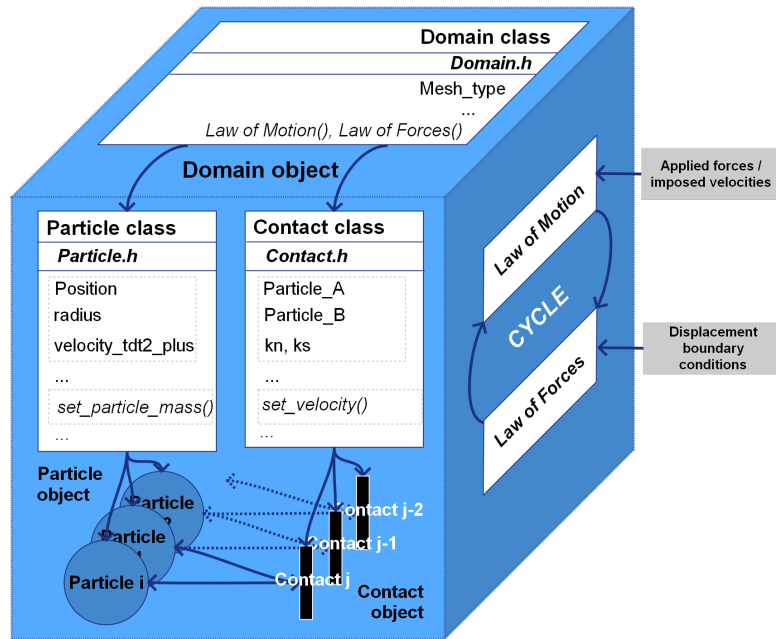 Domain class
Domain.h
Mesh_type
...
Law of Motion(), Law of Forces()
Domain object
Particle class
Particle.h
Position
radius
velocity_tdt2_plus
...
set_particle_mass()
...
Contact class
Contact.h
Particle_A
Particle_B
kn, ks
...
set_velocity()
...
Law of Motion
CYCLE
Law of Forces
Applied forces /
imposed velocities
Displacement
boundary
conditions
Particle
object
Particle
Particle
Particle i
Contact j-2
Contact j-1
Contact j
Contact
object